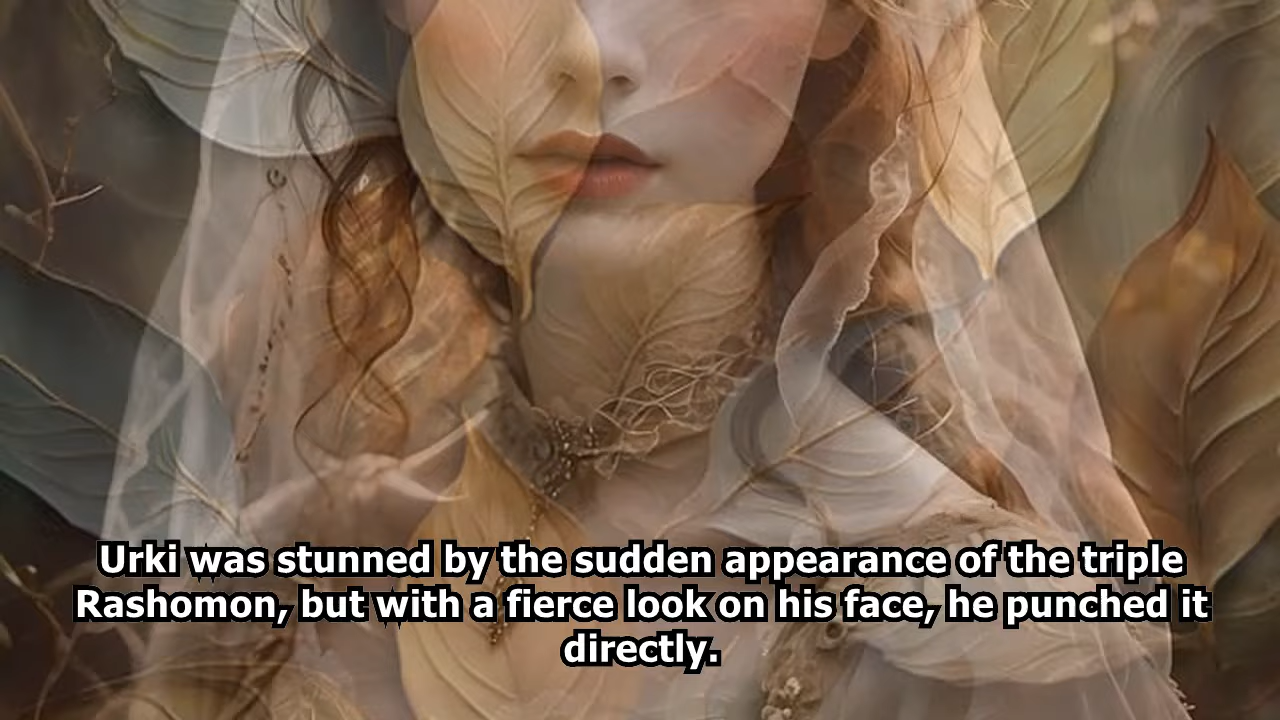 Urki was stunned by the sudden appearance of the triple
Rashomon, but with a fierce look on his face, he punched it
directly.